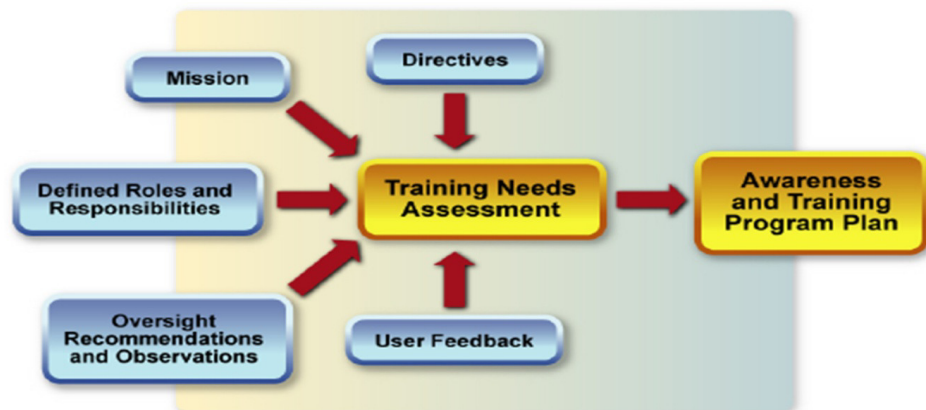 Mission
Directives
Defined Roles and
Responsibilities
Training Needs
Assessment
Awareness
and Training
Program Plan
Oversight
Recommendations
and Observations
User Feedback